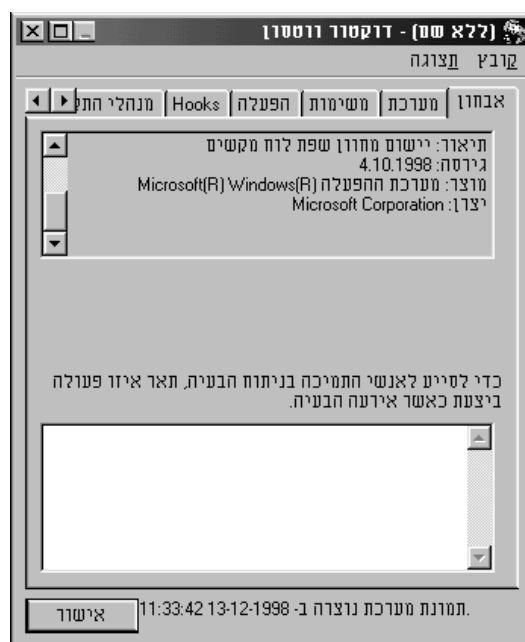 (ללא שם) - דוקטור ווטסון
קובץ תצוגה
אבחון מערכת משימות הפעלה Hooks מנהלי התק
תיאור: יישום מחוון שפת לוח מקשים
גירסה: 4.10.1998
מוצר: מערכת ההפעלה Microsoft(R) Windows(R)
יצרן: Microsoft Corporation
כדי לסייע לאנשי התמיכה בניתוח הבעיה, תאר איזו פעולה
ביצעת כאשר אירעה הבעיה.
תמונת מערכת נוצרה ב- 13-12-1998 11:33:42.
אישור